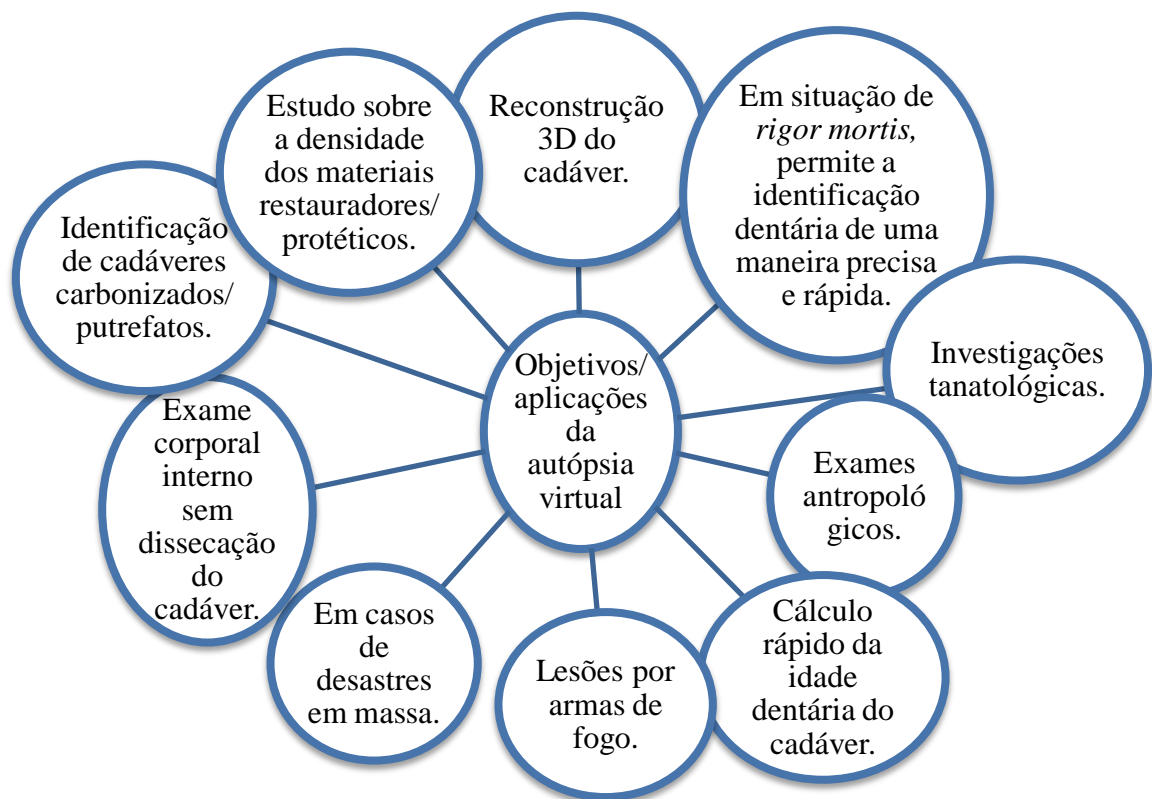 Estudo sobre
a densidade
dos materiais
restauradores/
protéticos.
Reconstrução
3D do
cadáver.
Em situação de
rigor mortis,
permite a
identificação
dentária de uma
maneira precisa
e rápida.
Identificação
de cadáveres
carbonizados/
putrefatos.
Objetivos/
aplicações
da
autópsia
virtual
Investigações
tanatológicas.
Exame
corporal
interno
sem
dissecação
do
cadáver.
Exames
antropoló
gicos.
Em casos
de
desastres
em massa.
Lesões por
armas de
fogo.
Cálculo
rápido da
idade
dentária do
cadáver.